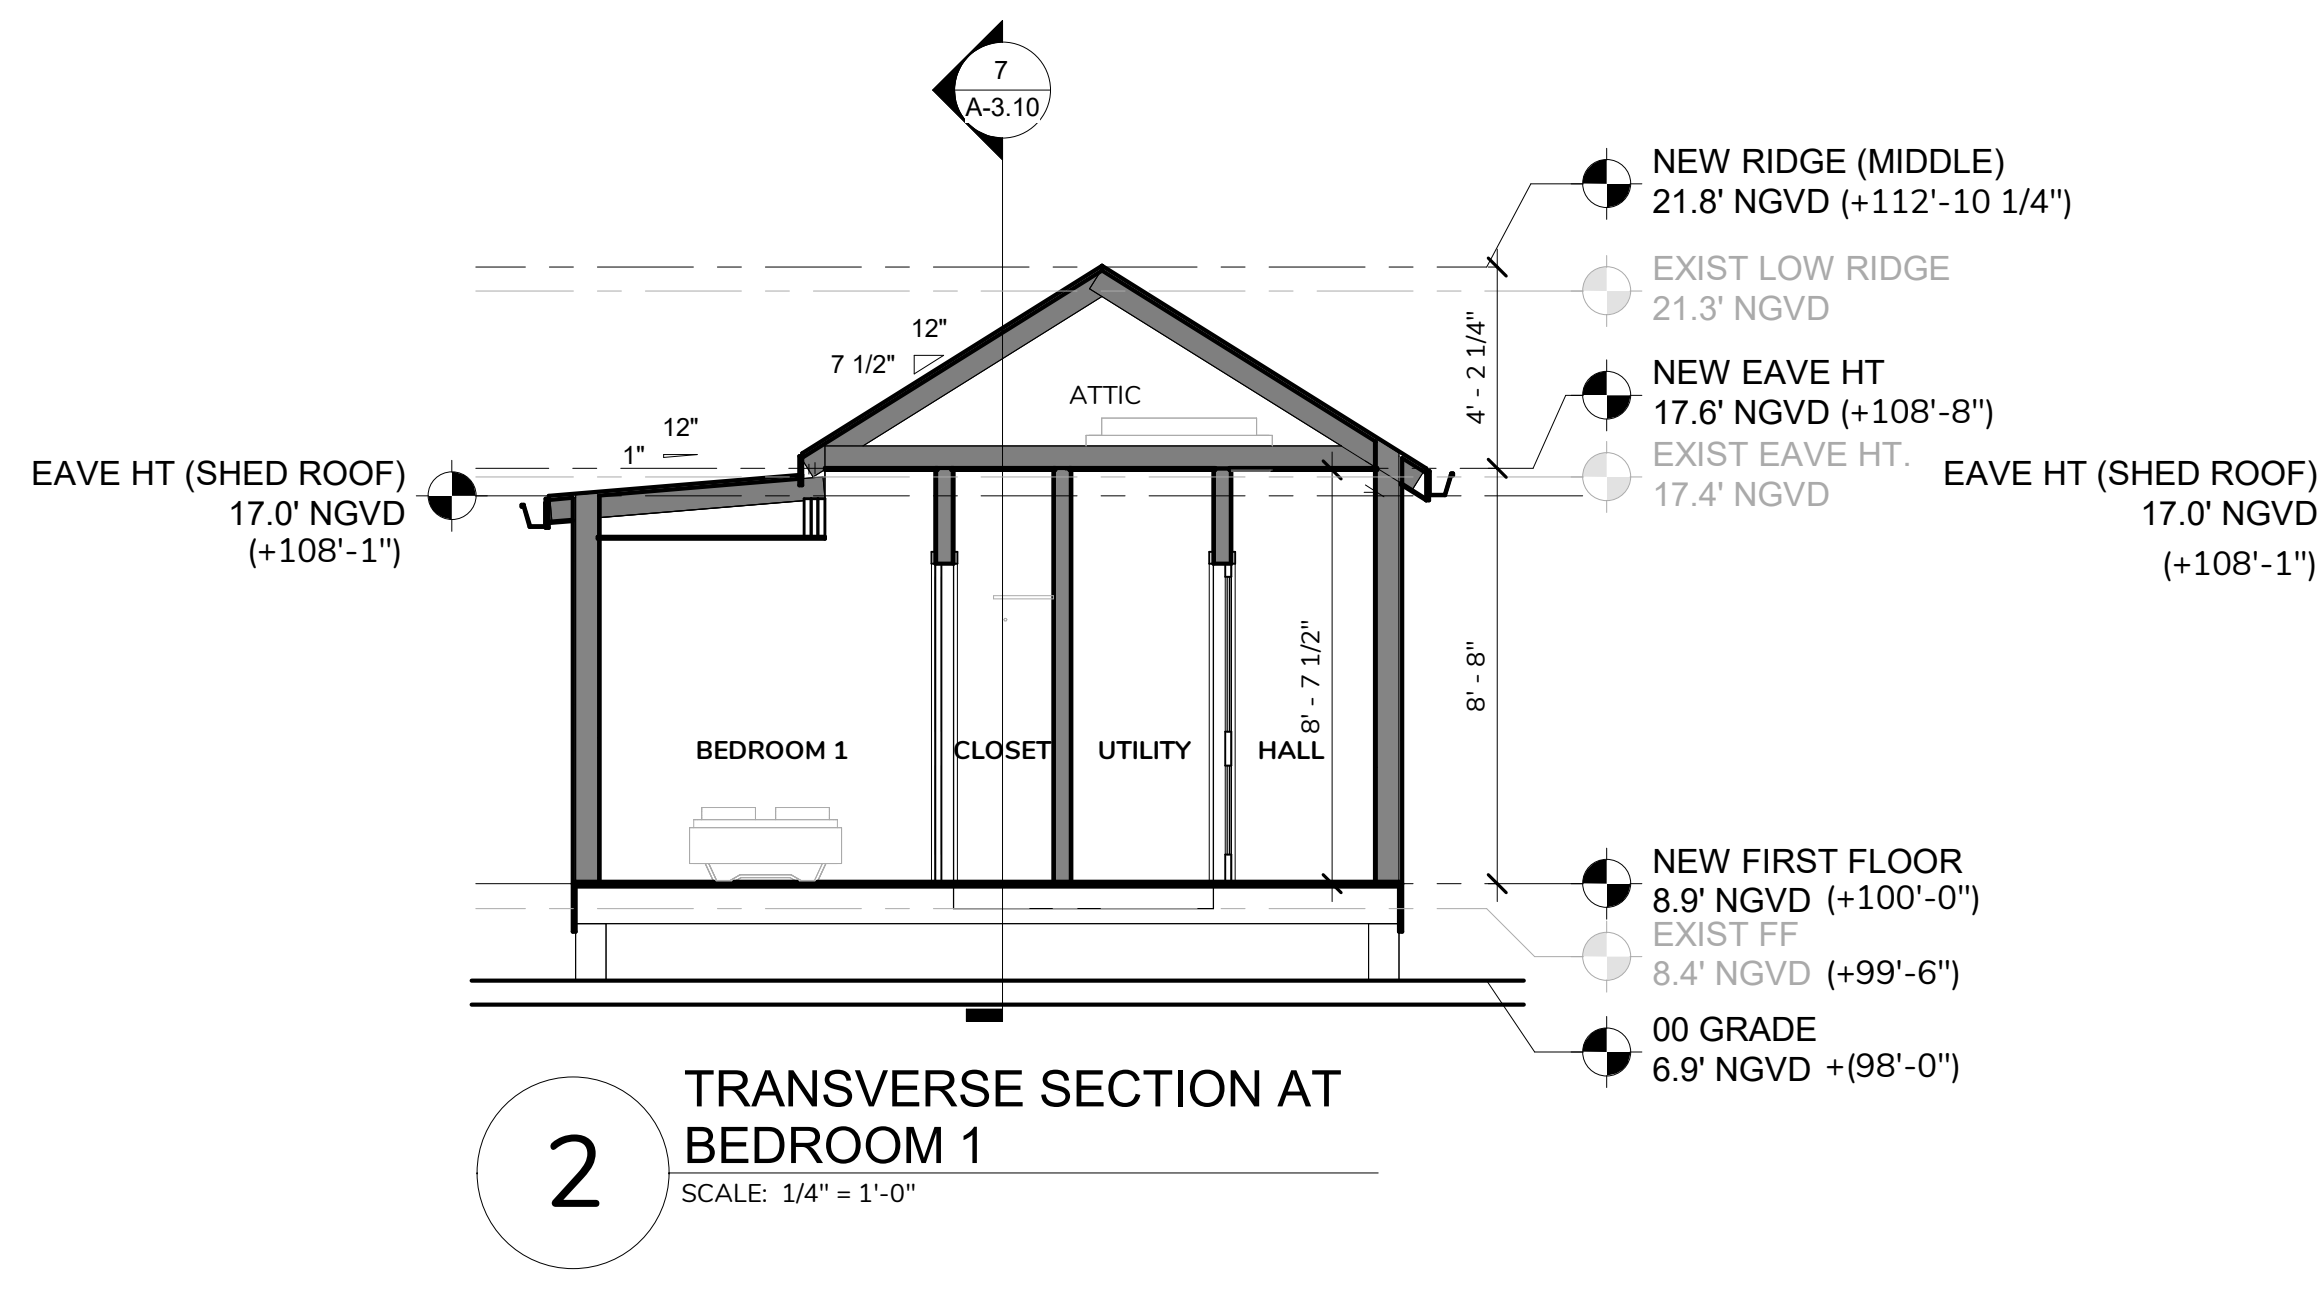 7
A-3.10
NEW RIDGE (MIDDLE)
21.8' NGVD (+112'-10 1/4")
EXIST LOW RIDGE
21.3' NGVD
12"
7 1/2"
4' - 2 1/4"
NEW EAVE HT
17.6' NGVD (+108'-8")
ATTIC
12"
1"
EXIST EAVE HT.
17.4' NGVD
EAVE HT (SHED ROOF)
17.0' NGVD
(+108'-1")
EAVE HT (SHED ROOF)
17.0' NGVD
(+108'-1")
8' - 7 1/2"
8' - 8"
BEDROOM 1
CLOSET
UTILITY
HALL
NEW FIRST FLOOR
8.9' NGVD (+100'-0")
EXIST FF
8.4' NGVD (+99'-6")
00 GRADE
6.9' NGVD +(98'-0")
2
TRANSVERSE SECTION AT
BEDROOM 1
SCALE: 1/4" = 1'-0"